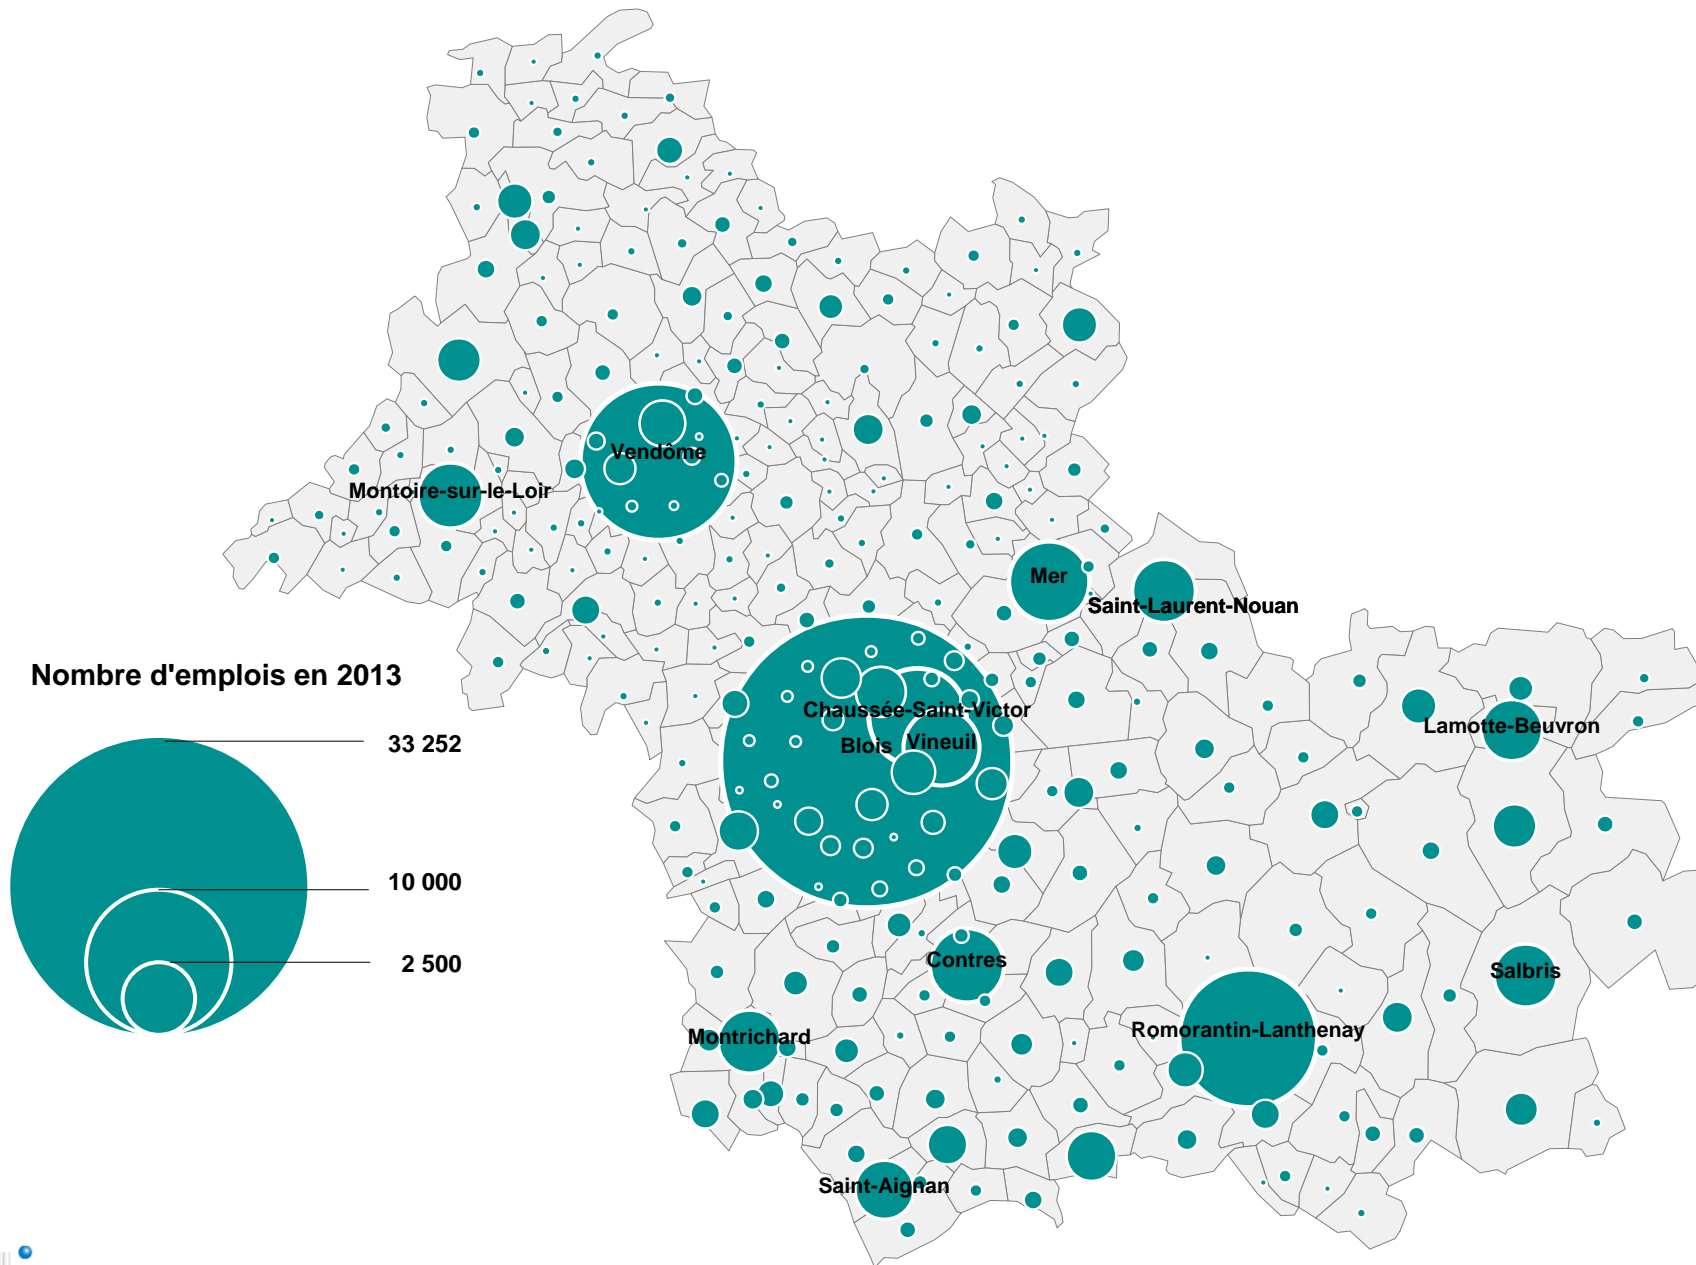 Vendôme
Montoire-sur-le-Loir
Mer
Saint-Laurent-Nouan
Nombre d'emplois en 2013
33 252
10 000
2 500
Chaussée-Saint-Victor
Blois
Vineuil
Lamotte-Beuvron
Contres
Salbris
Montrichard
Romorantin-Lanthenay
Saint-Aignan